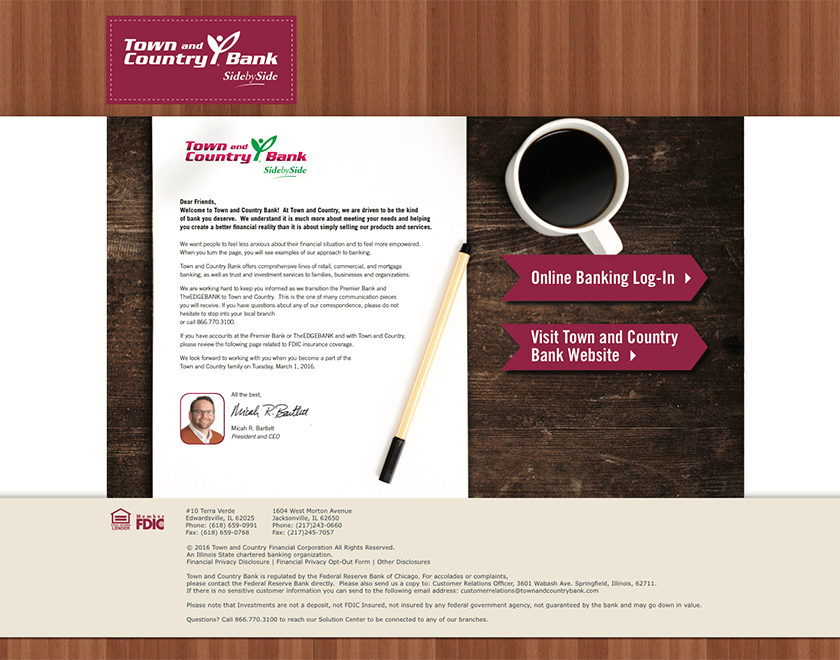 Town and
Country Bank
SidebySide
Town and
Country Bank
SidebySide
Dear Friends,
Welcome to Town and Country Bank! At Town and Country, we are driven to be the kind
of bank you deserve. We understand it is much more about meeting your needs and helping
you create a better financial reality than it is about simply selling our products and services.
We want people to feel less anxious about their financial situation and to feel more empowered.
When you turn the page, you will see examples of our approach to banking.
Town and Country Bank offers comprehensive lines of retail, commercial, and mortgage
banking, as well as trust and investment services to families, businesses and organizations.
We are working hard to keep you informed as we transition the Premier Bank and
TheEDGEBANK to Town and Country. This is the one of many communication pieces
you will receive. If you have questions about any of our correspondence, please do not
hesitate to stop into your local branch
or call 866.770.3100.
If you have accounts at the Premier Bank or TheEDGEBANK and with Town and Country,
please review the following page related to FDIC insurance coverage.
We look forward to working with you when you become a part of the
Town and Country family on Tuesday, March 1, 2016.
All the best,
Micah R. Bartlett
Micah R. Bartlett
President and CEO
Online Banking Log-In
Visit Town and Country
Bank Website
Member
FDIC
#10 Terra Verde
Edwardsville, IL 62025
Phone: (618) 659-0991
Fax: (618) 659-0768
1604 West Morton Avenue
Jacksonville, IL 62650
Phone: (217)243-0660
Fax: (217)245-7057
© 2016 Town and Country Financial Corporation All Rights Reserved.
An Illinois State chartered banking organization.
Financial Privacy Disclosure | Financial Privacy Opt-Out Form | Other Disclosures
Town and Country Bank is regulated by the Federal Reserve Bank of Chicago. For accolades or complaints,
please contact the Federal Reserve Bank directly. Please also send us a copy to: Customer Relations Officer, 3601 Wabash Ave. Springfield, Illinois, 62711.
If there is no sensitive customer information you can send to the following email address: customerrelations@townandcountrybank.com
Please note that Investments are not a deposit, not FDIC Insured, not insured by any federal government agency, not guaranteed by the bank and may go down in value.
Questions? Call 866.770.3100 to reach our Solution Center to be connected to any of our branches.